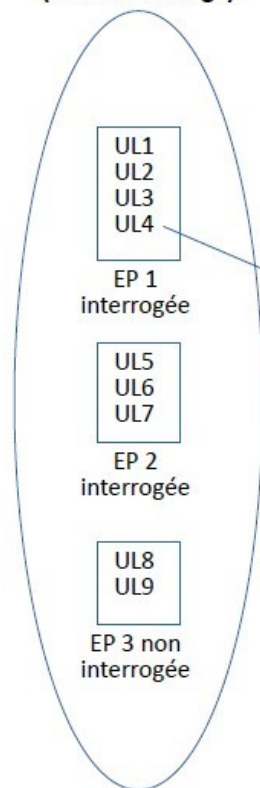 UL1
UL2
UL3
UL4
EP 1
interrogée
UL5
UL6
UL7
EP 2
interrogée
UL8
UL9
EP 3 non
interrogée